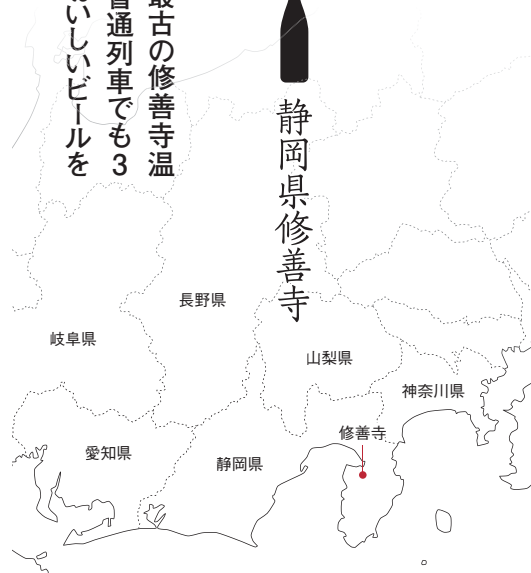 最古の修善寺温
普通列車でも3
おいしいビールを
静岡県修善寺
長野県
岐阜県
山梨県
神奈川県
修善寺
愛知県
静岡県